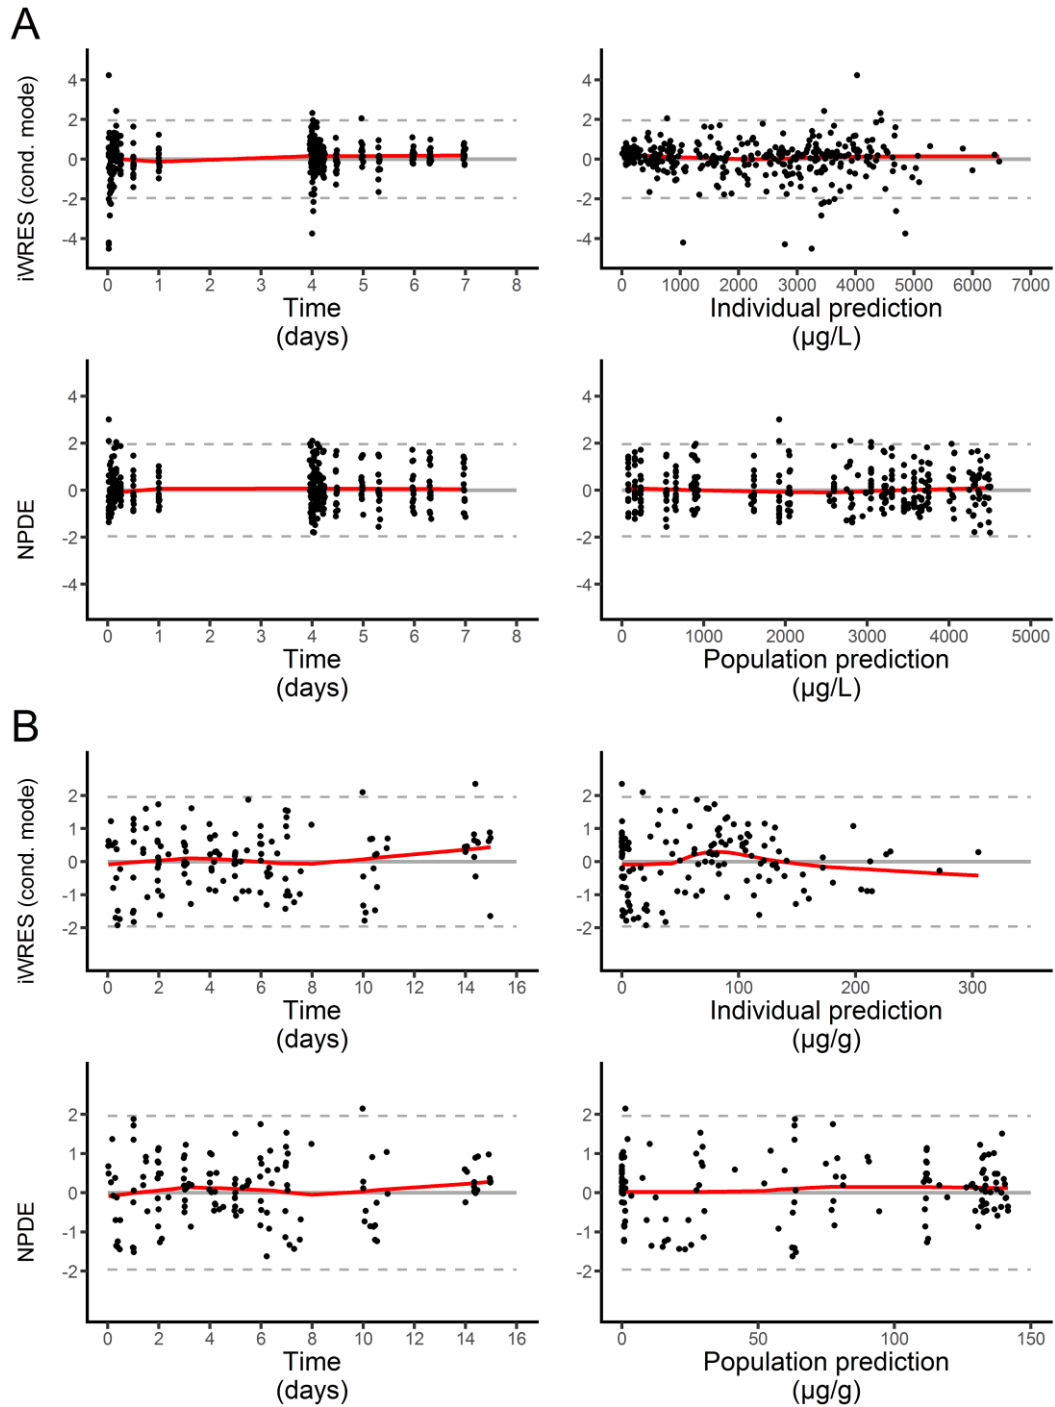 A
iWRES (cond. mode)
4
2
0
-2
-4
0 1 2 3 4 5 6 7 8
Time
(days)
4
2
0
-2
-4
0 1000 2000 3000 4000 5000 6000 7000
Individual prediction
(µg/L)
NPDE
4
2
0
-2
-4
0 1 2 3 4 5 6 7 8
Time
(days)
4
2
0
-2
-4
0 1000 2000 3000 4000 5000
Population prediction
(µg/L)
B
iWRES (cond. mode)
2
1
0
-1
-2
0 2 4 6 8 10 12 14 16
Time
(days)
2
1
0
-1
-2
0 100 200 300
Individual prediction
(µg/g)
NPDE
2
1
0
-1
-2
0 2 4 6 8 10 12 14 16
Time
(days)
2
1
0
-1
-2
0 50 100 150
Population prediction
(µg/g)